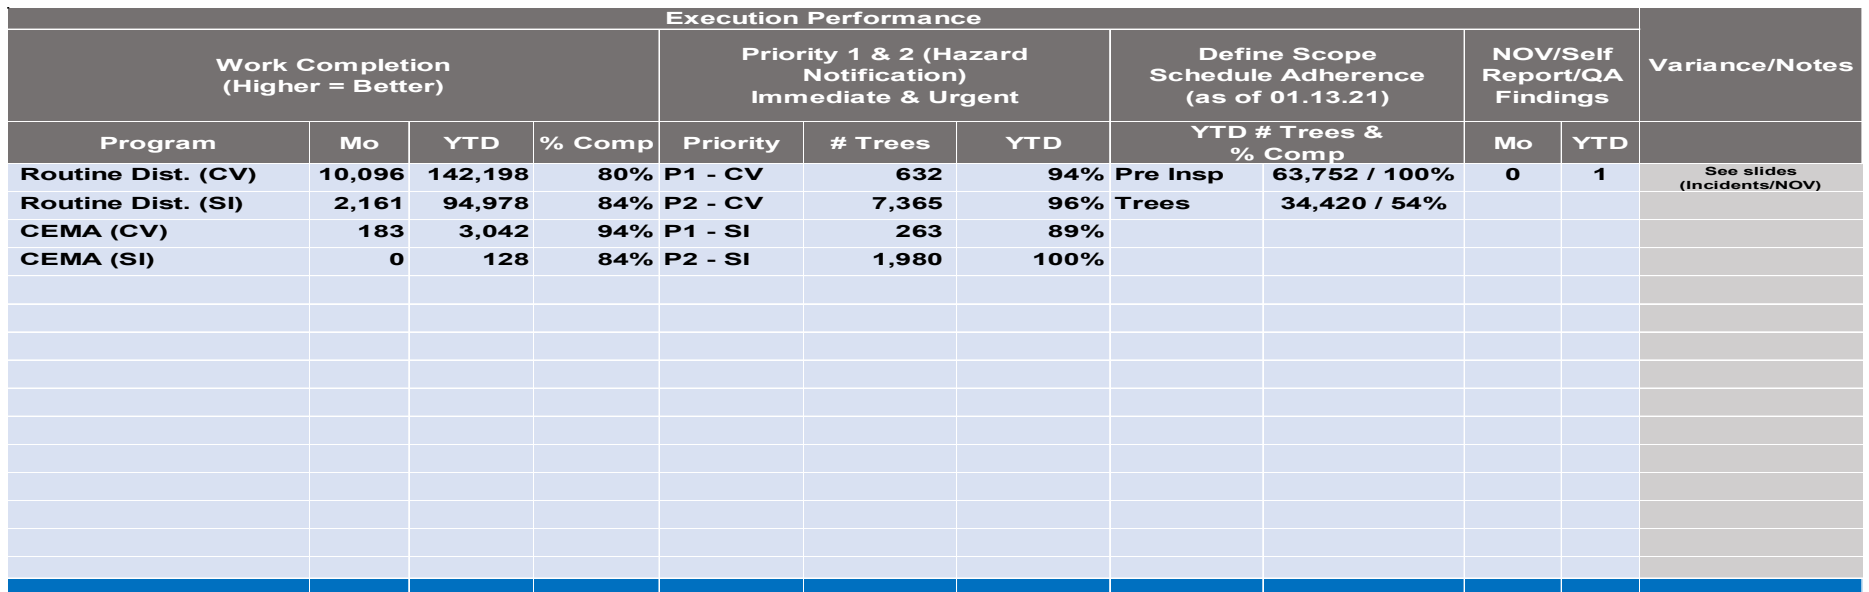 Execution Performance
Work Completion
(Higher = Better)
Priority 1 & 2 (Hazard
Notification)
Immediate & Urgent
Define Scope
Schedule Adherence
(as of 01.13.21)
NOV/Self
Report/QA
Findings
Variance/Notes
Program Mo YTD % Comp Priority # Trees YTD YTD # Trees &
% Comp Mo YTD
Routine Dist. (CV) 10,096 142,198 80% P1 - CV 632 94% Pre Insp 63,752 / 100% 0 1 See slides
(Incidents/NOV)
Routine Dist. (SI) 2,161 94,978 84% P2 - CV 7,365 96% Trees 34,420 / 54%
CEMA (CV) 183 3,042 94% P1 - SI 263 89%
CEMA (SI) 0 128 84% P2 - SI 1,980 100%